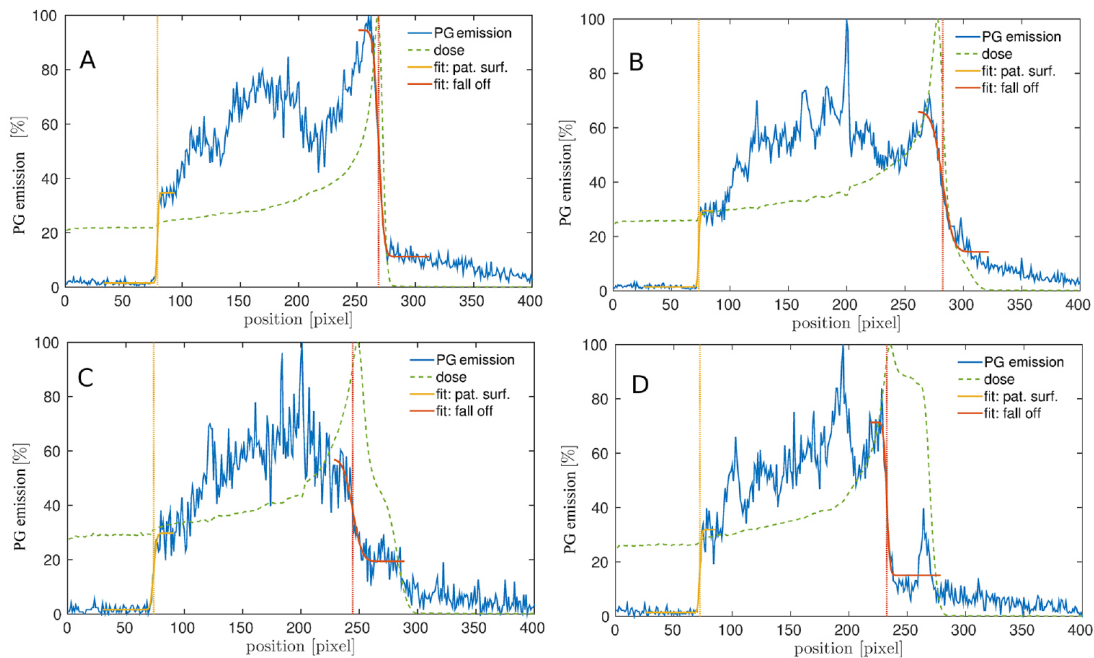 A
PG emission
dose
fit: pat. surf.
fit: fall off
PG emission [%]
100
80
60
40
20
0
0 50 100 150 200 250 300 350 400
position [pixel]
B
PG emission
dose
fit: pat. surf.
fit: fall off
PG emission [%]
100
80
60
40
20
0
0 50 100 150 200 250 300 350 400
position [pixel]
C
PG emission
dose
fit: pat. surf.
fit: fall off
PG emission [%]
100
80
60
40
20
0
0 50 100 150 200 250 300 350 400
position [pixel]
D
PG emission
dose
fit: pat. surf.
fit: fall off
PG emission [%]
100
80
60
40
20
0
0 50 100 150 200 250 300 350 400
position [pixel]